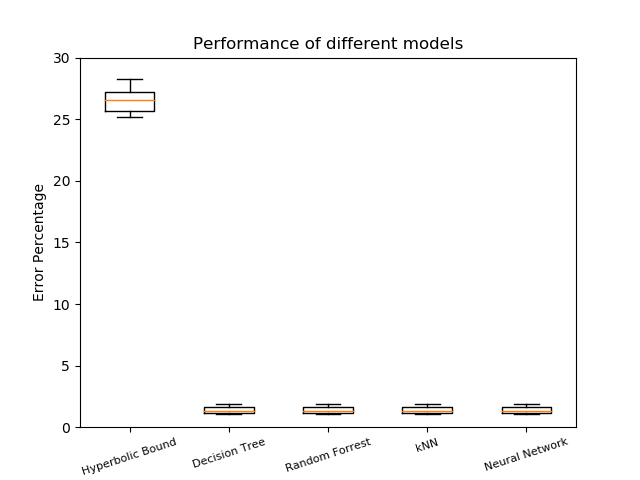 Performance of different models
Error Percentage
30
25
20
15
10
5
0
Hyperbolic Bound
Decision Tree
Random Forrest
kNN
Neural Network